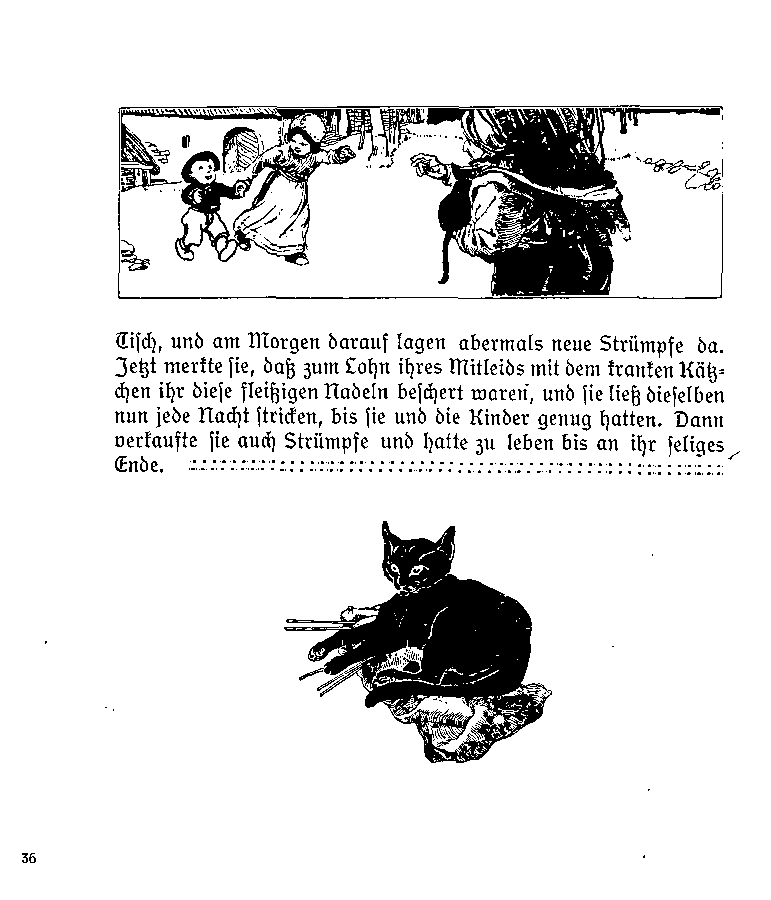 Tisch, und am Morgen darauf lagen abermals neue Strümpfe da.
Jetzt merkte sie, daß zum Lohn ihres Mitleids mit dem kranken Kätz-
chen ihr diese fleißigen Nadeln beschert waren, und sie ließ dieselben
nun jede Nacht stricken, bis sie und die Kinder genug hatten. Dann
verkaufte sie auch Strümpfe und hatte zu leben bis an ihr seliges
Ende.
36